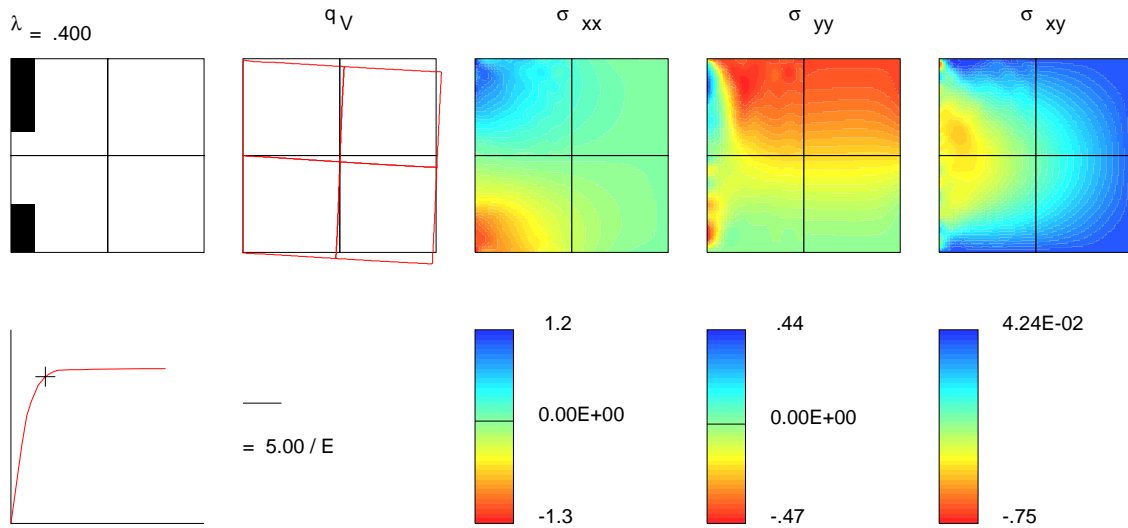 λ = .400
q V
σ xx
σ yy
σ xy
1.2
.44
4.24E-02
0.00E+00
0.00E+00
= 5.00 / E
-1.3
-.47
-.75